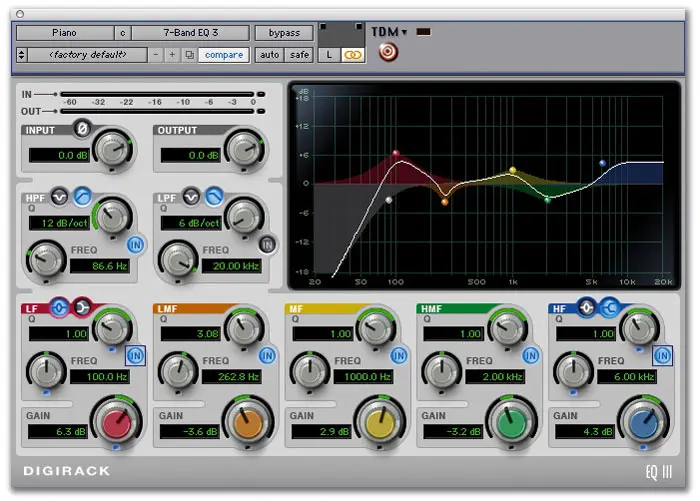 Piano c 7-Band EQ 3 bypass TDM
<factory default> - + compare auto safe L
IN -60 -32 -22 -16 -10 -6 -3 0
OUT
INPUT Ø OUTPUT
0.0 dB 0.0 dB
HPF LPF
Q Q
12 dB/oct 6 dB/oct
IN IN
FREQ FREQ
86.6 Hz 20.00 kHz
dB
+18
+12
+6
0
-6
-12
-18
20 50 100 500 1k 5k 10k 20k
LF LMF MF HMF HF
Q Q Q Q Q
1.00 3.08 1.00 1.00 1.00
IN IN IN IN IN
FREQ FREQ FREQ FREQ FREQ
100.0 Hz 262.8 Hz 1000.0 Hz 2.00 kHz 6.00 kHz
GAIN GAIN GAIN GAIN GAIN
6.3 dB -3.6 dB 2.9 dB -3.2 dB 4.3 dB
DIGIRACK EQ III